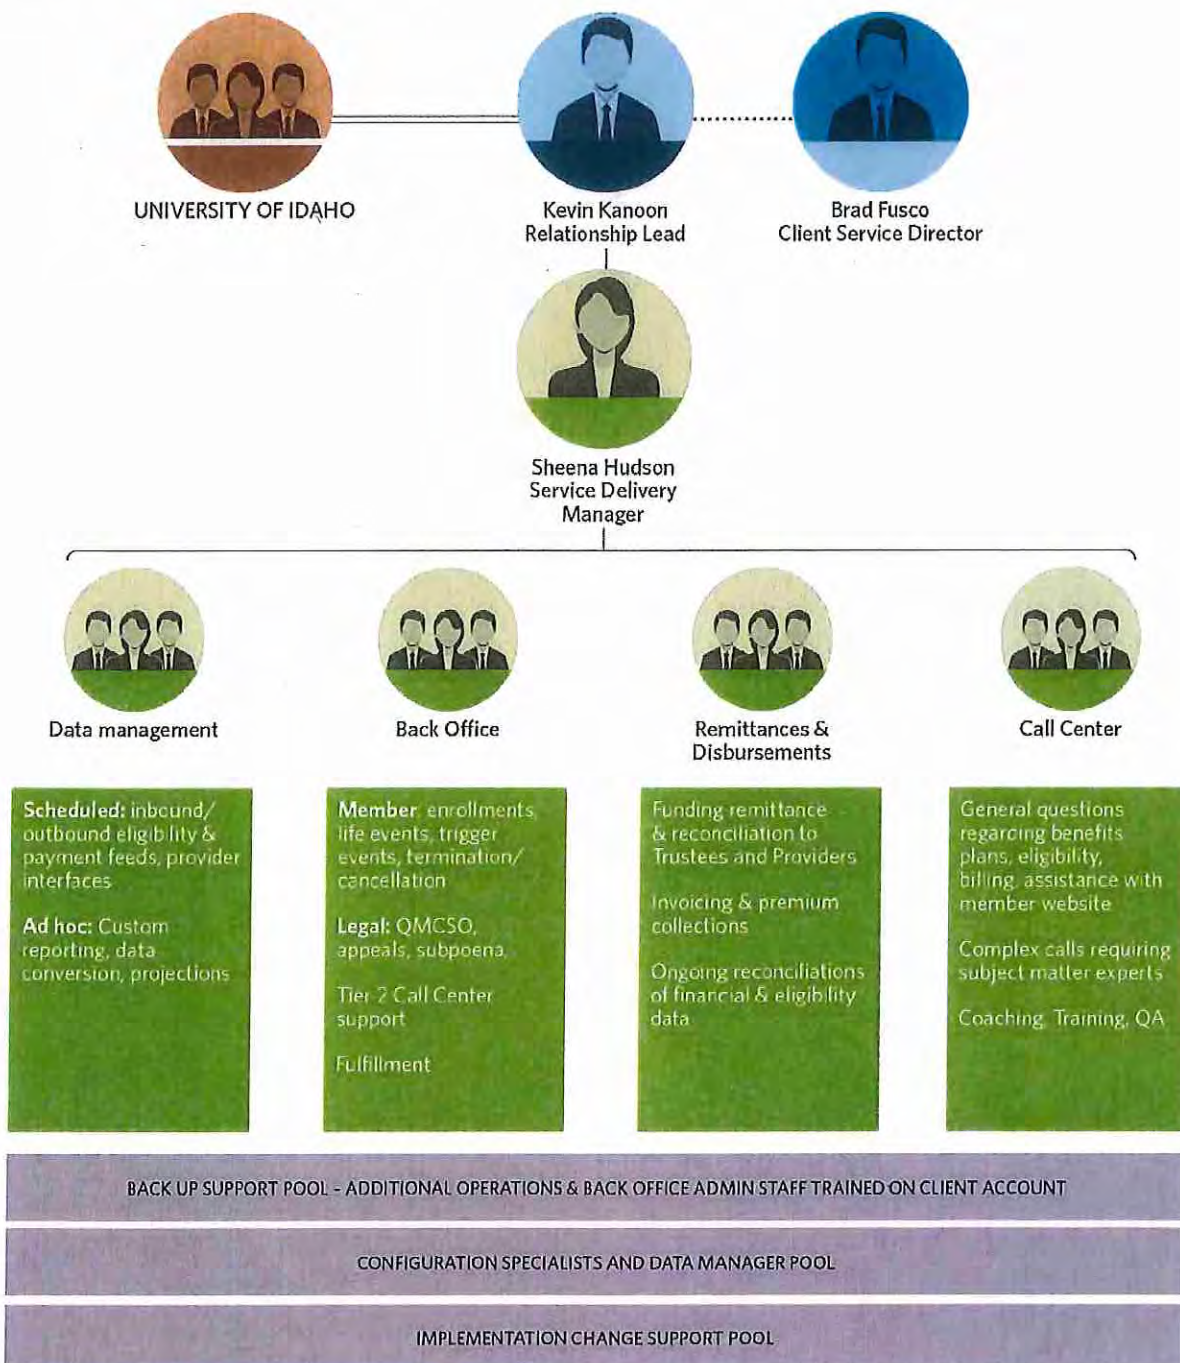 UNIVERSITY OF IDAHO
Kevin Kanoon
Relationship Lead
Brad Fusco
Client Service Director
Sheena Hudson
Service Delivery
Manager
Data management
Back Office
Remittances &
Disbursements
Call Center
Scheduled: inbound/
outbound eligibility &
payment feeds, provider
interfaces
Ad hoc: Custom
reporting, data
conversion, projections
Member: enrollments,
life events, trigger
events, termination/
cancellation
Legal: QMCSO,
appeals, subpoena,
Tier 2 Call Center
support
Fulfillment
Funding remittance
& reconciliation to
Trustees and Providers
Invoicing & premium
collections
Ongoing reconciliations
of financial & eligibility
data
General questions
regarding benefits
plans, eligibility,
billing, assistance with
member website
Complex calls requiring
subject matter experts
Coaching, Training, QA
BACK UP SUPPORT POOL – ADDITIONAL OPERATIONS & BACK OFFICE ADMIN STAFF TRAINED ON CLIENT ACCOUNT
CONFIGURATION SPECIALISTS AND DATA MANAGER POOL
IMPLEMENTATION CHANGE SUPPORT POOL